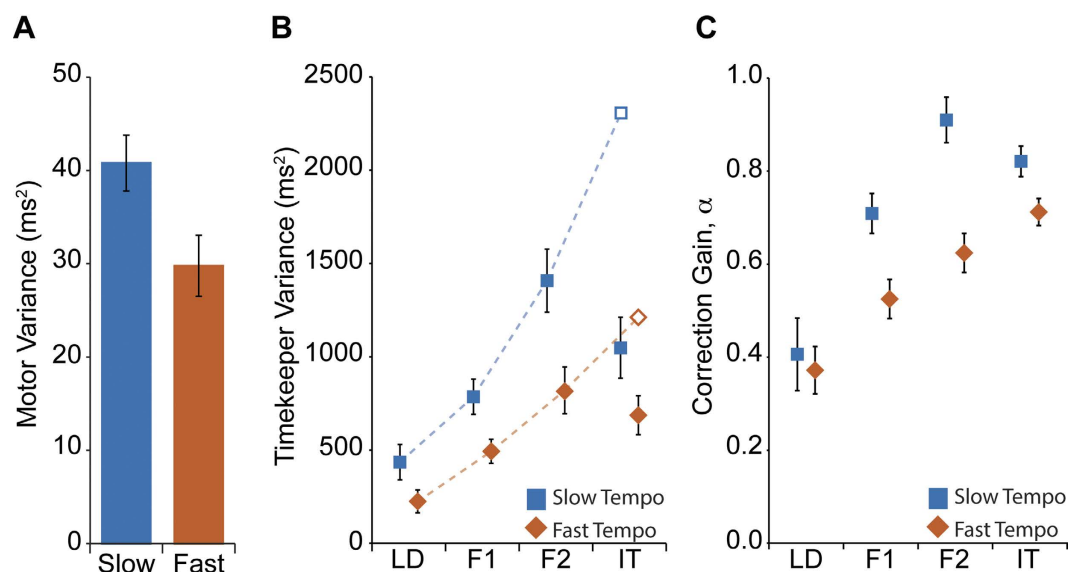 A
Motor Variance (ms²)
50
40
30
20
10
0
Slow Fast
B
Timekeeper Variance (ms²)
2500
2000
1500
1000
500
0
LD F1 F2 IT
Slow Tempo
Fast Tempo
C
Correction Gain, α
1.0
0.8
0.6
0.4
0.2
0.0
LD F1 F2 IT
Slow Tempo
Fast Tempo